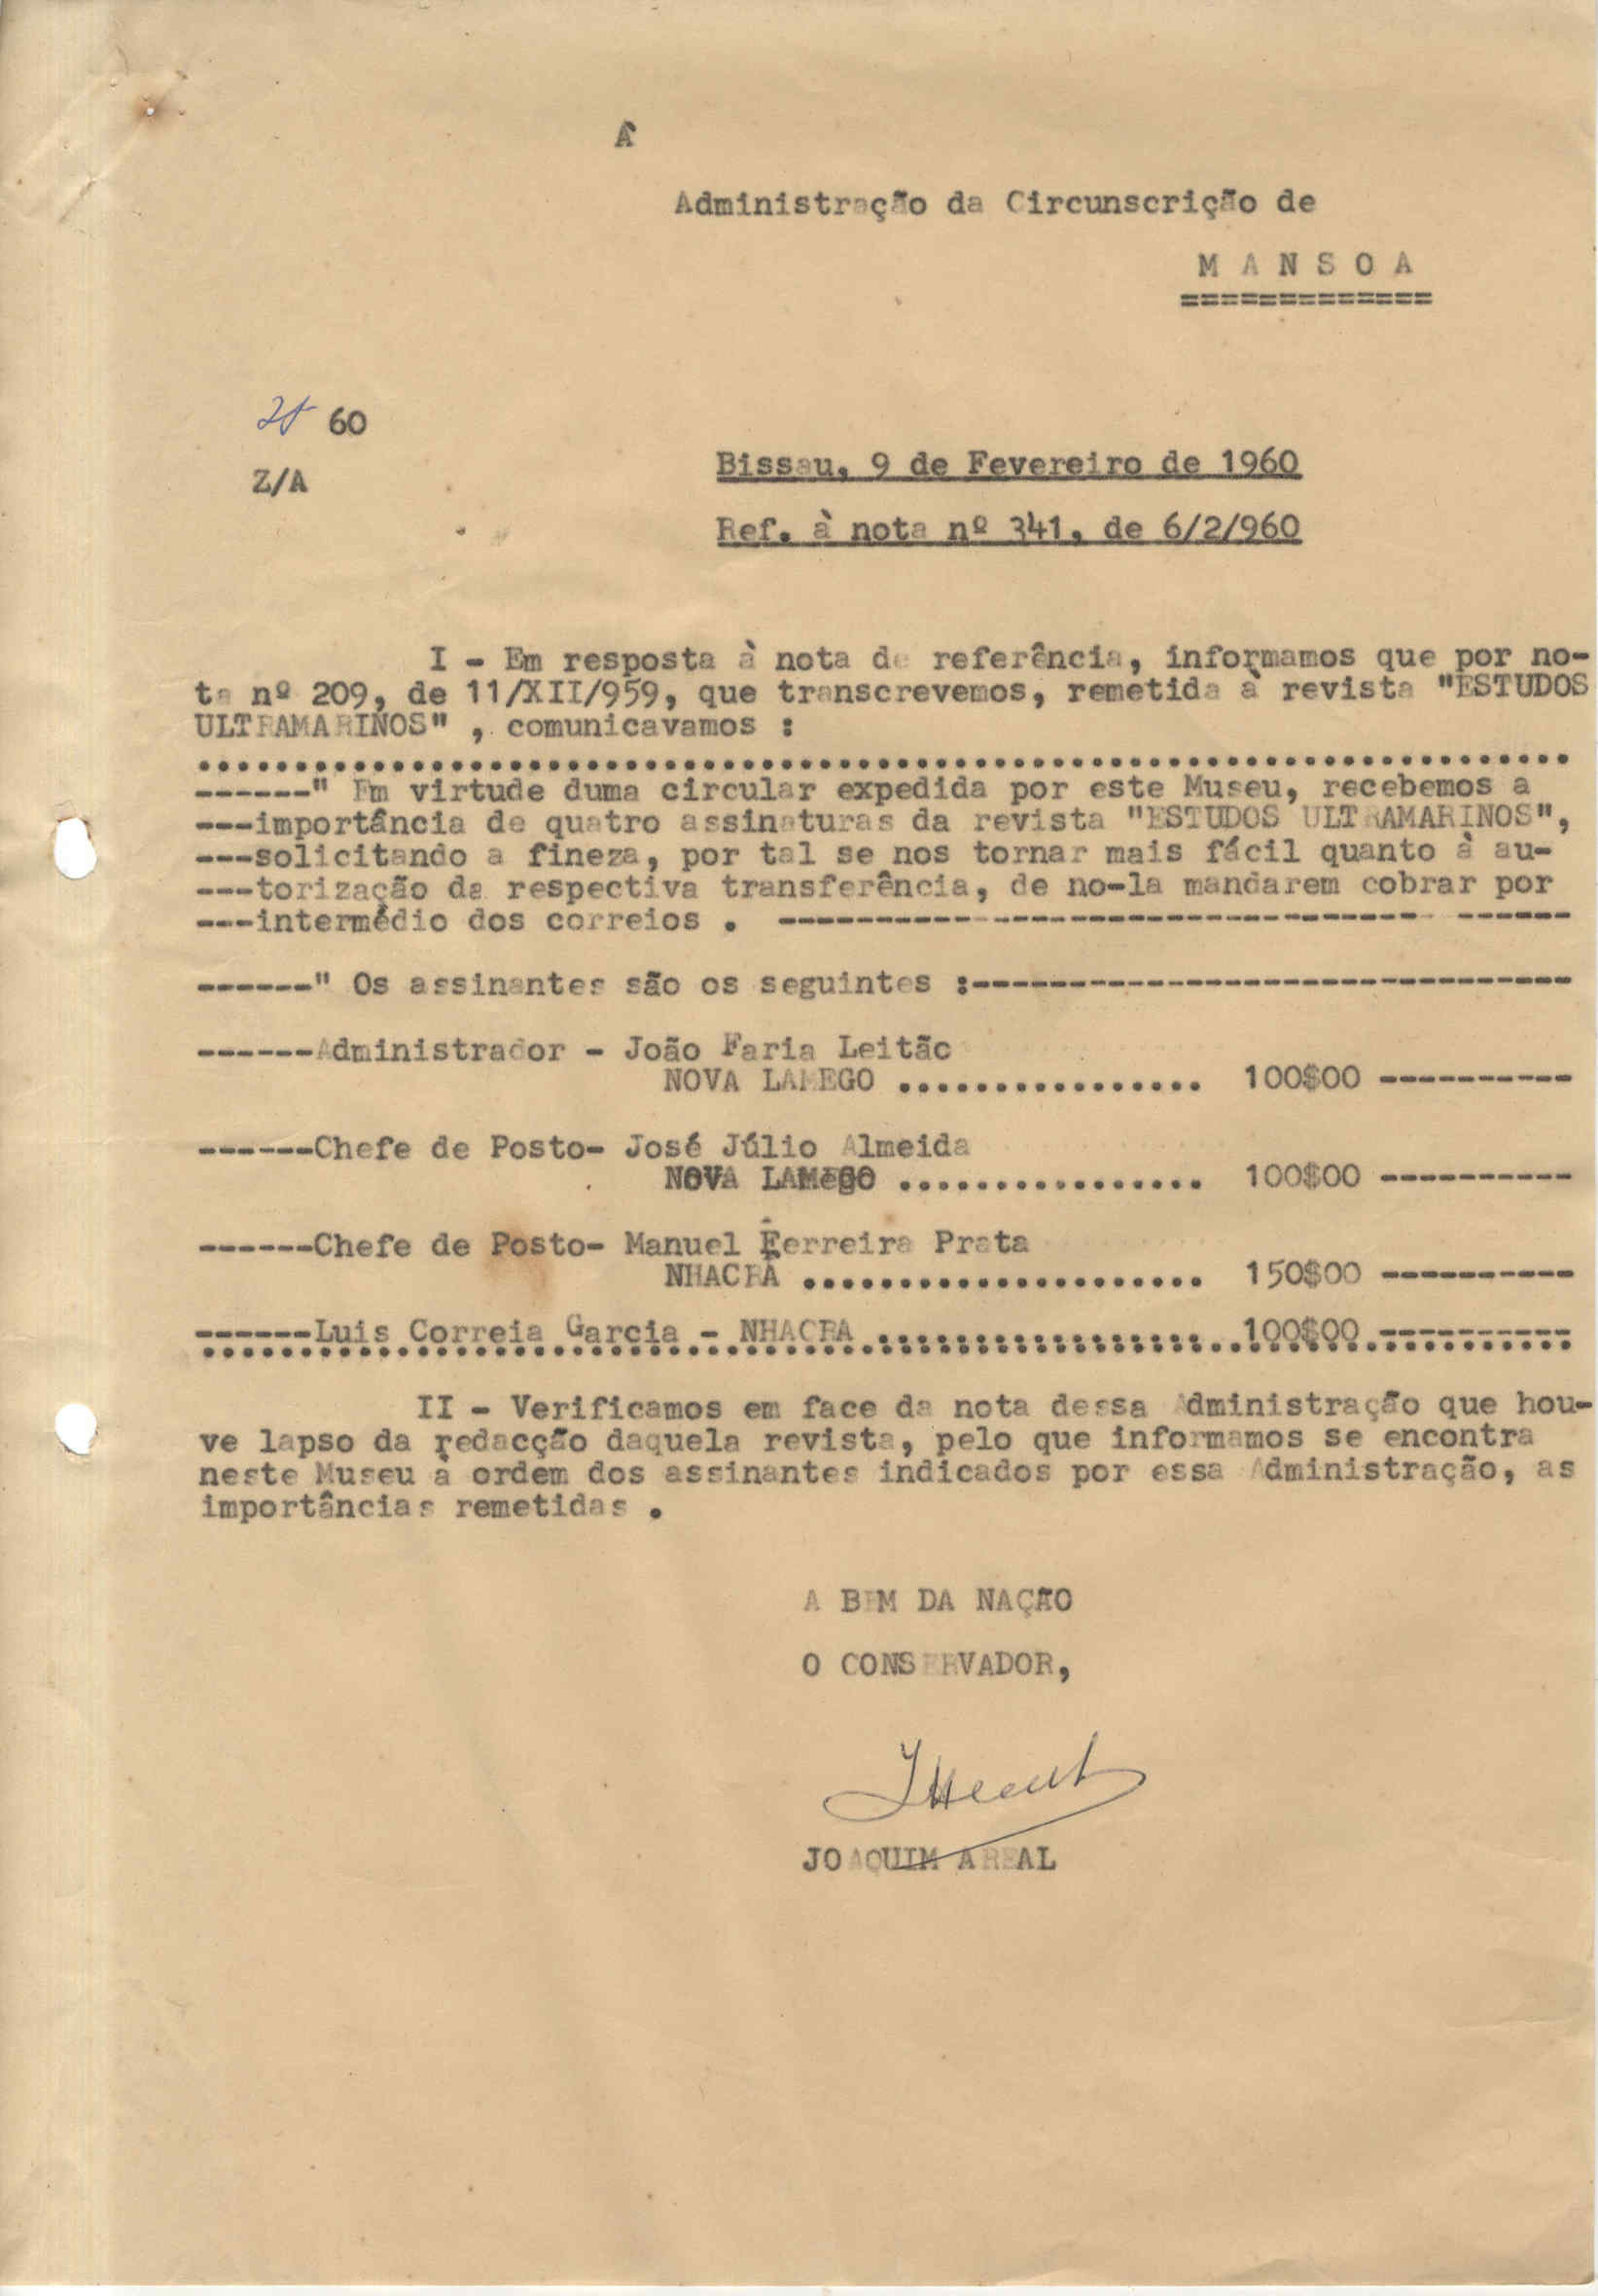 À
Administração da Circunscrição de
M A N S O A
=============
60
Z/A
Bissau, 9 de Fevereiro de 1960
Ref. à nota nº 341, de 6/2/960
I - Em resposta à nota de referência, informamos que por no-
ta nº 209, de 11/XII/959, que transcrevemos, remetida à revista "ESTUDOS
ULTRAMARINOS" , comunicavamos :
.......................................................................
------" Em virtude duma circular expedida por este Museu, recebemos a
---importância de quatro assinaturas da revista "ESTUDOS ULTRAMARINOS",
---solicitando a fineza, por tal se nos tornar mais fácil quanto à au-
---torização da respectiva transferência, de no-la mandarem cobrar por
---intermédio dos correios . -----------------------------------------
------" Os assinantes são os seguintes :-------------------------------
------Administrador - João Faria Leitão
NOVA LAMEGO ................ 100$00 ----------
------Chefe de Posto- José Júlio Almeida
NOVA LAMEGO ................ 100$00 ----------
------Chefe de Posto- Manuel Ferreira Prata
NHACRA ..................... 150$00 ----------
------Luis Correia Garcia - NHACRA ................... 100$00 ----------
.......................................................................
II - Verificamos em face da nota dessa Administração que hou-
ve lapso da redacção daquela revista, pelo que informamos se encontra
neste Museu à ordem dos assinantes indicados por essa Administração, as
importâncias remetidas .
A BEM DA NAÇÃO
O CONSERVADOR,
JOAQUIM AREAL